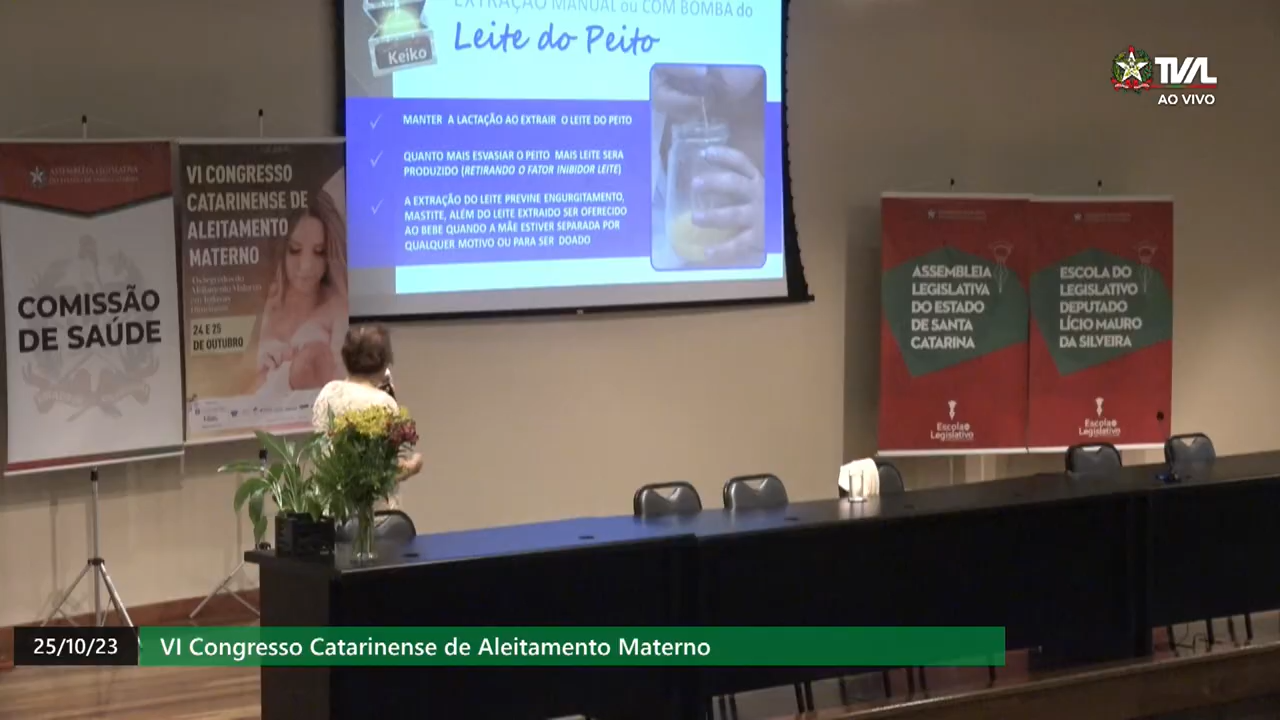 EXTRAÇÃO MANUAL ou COM BOMBA do
Leite do Peito
Keiko
MANTER A LACTAÇÃO AO EXTRAIR O LEITE DO PEITO
QUANTO MAIS ESVASIAR O PEITO MAIS LEITE SERA
PRODUZIDO (RETIRANDO O FATOR INIBIDOR LEITE)
A EXTRAÇÃO DO LEITE PREVINE ENGURGITAMENTO,
MASTITE, ALÉM DO LEITE EXTRAIDO SER OFERECIDO
AO BEBE QUANDO A MÃE ESTIVER SEPARADA POR
QUALQUER MOTIVO OU PARA SER DOADO
TVAL
AO VIVO
ASSEMBLEIA LEGISLATIVA
COMISSÃO
DE SAÚDE
VI CONGRESSO
CATARINENSE DE
ALEITAMENTO
MATERNO
24 E 25
DE OUTUBRO
ASSEMBLEIA
LEGISLATIVA
DO ESTADO
DE SANTA
CATARINA
Escola
Legislativo
ESCOLA DO
LEGISLATIVO
DEPUTADO
LÍCIO MAURO
DA SILVEIRA
Escola
Legislativo
25/10/23
VI Congresso Catarinense de Aleitamento Materno